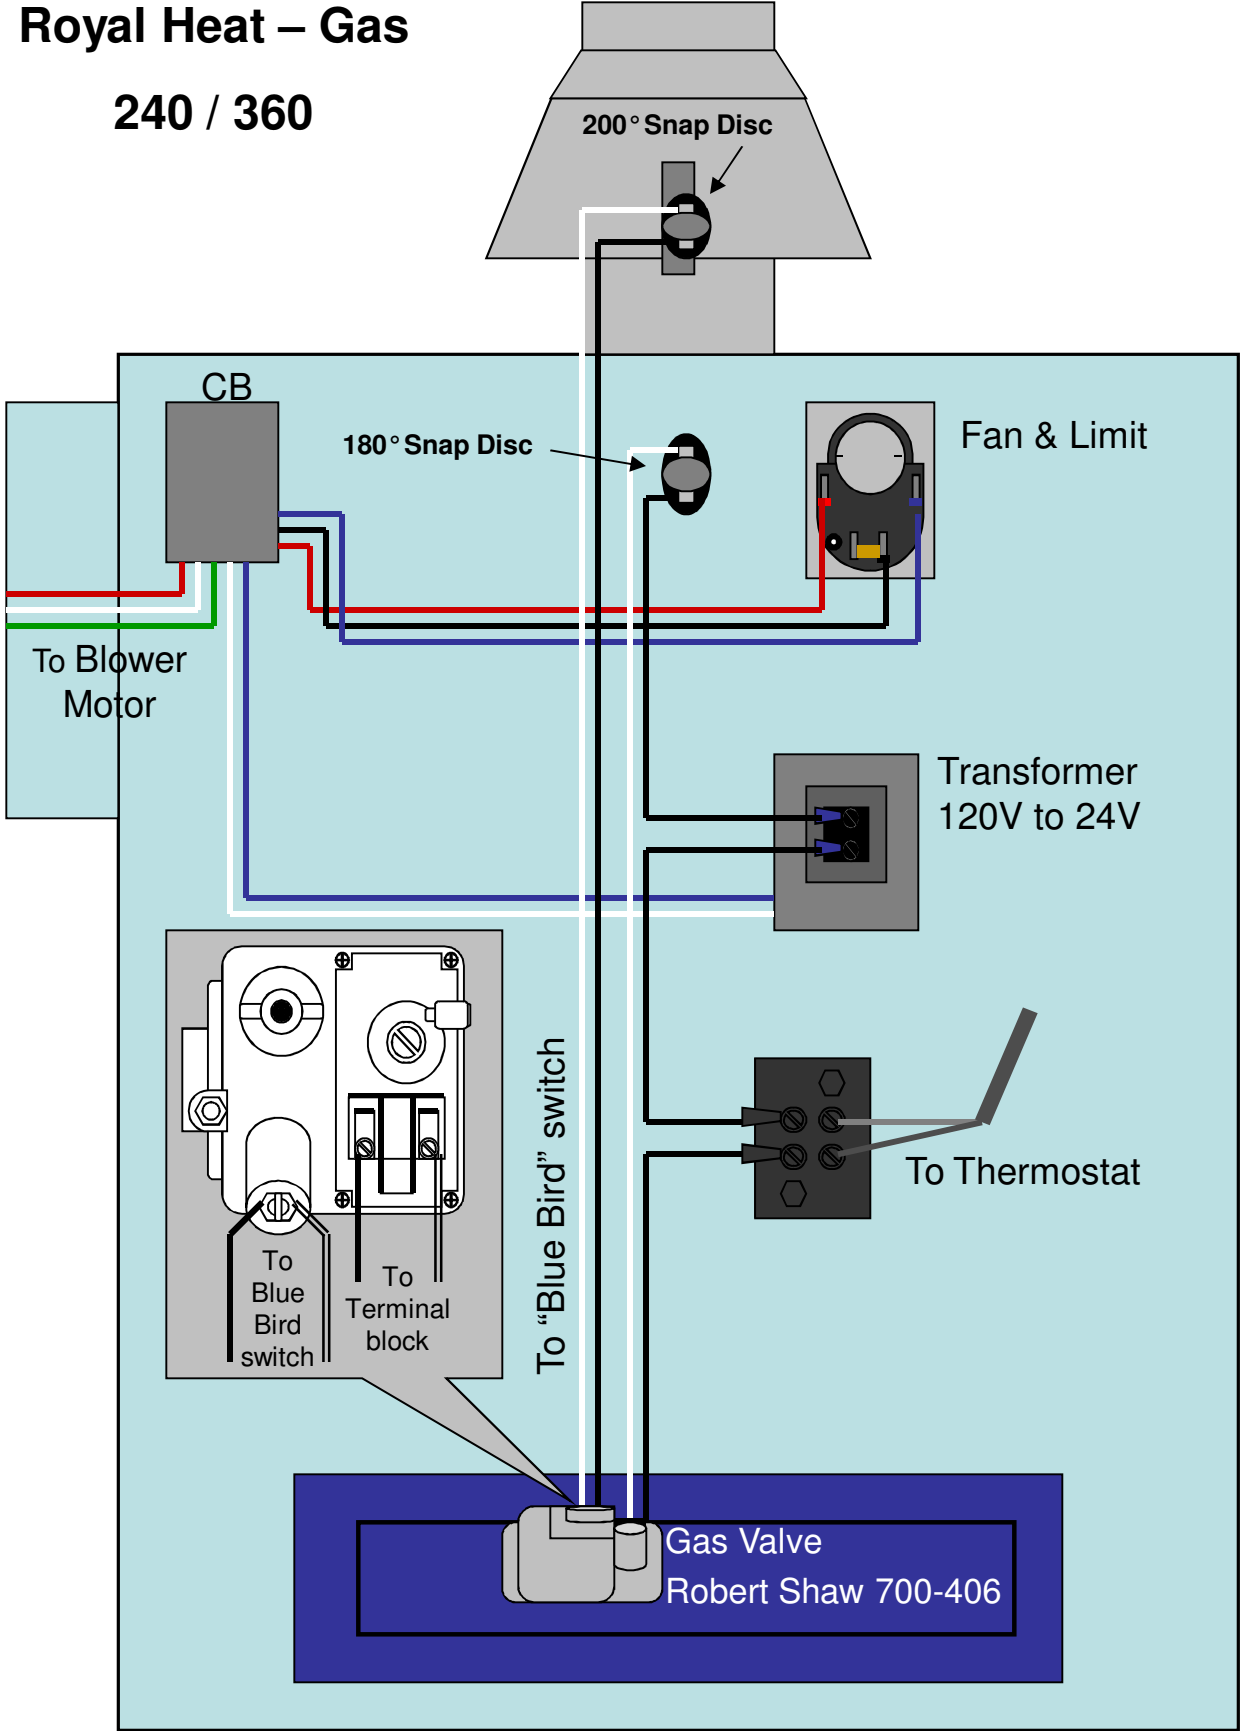 Royal Heat – Gas
240 / 360
200° Snap Disc
CB
180° Snap Disc
Fan & Limit
To Blower
Motor
Transformer
120V to 24V
To "Blue Bird" switch
To Thermostat
To
Blue
Bird
switch
To
Terminal
block
Gas Valve
Robert Shaw 700-406